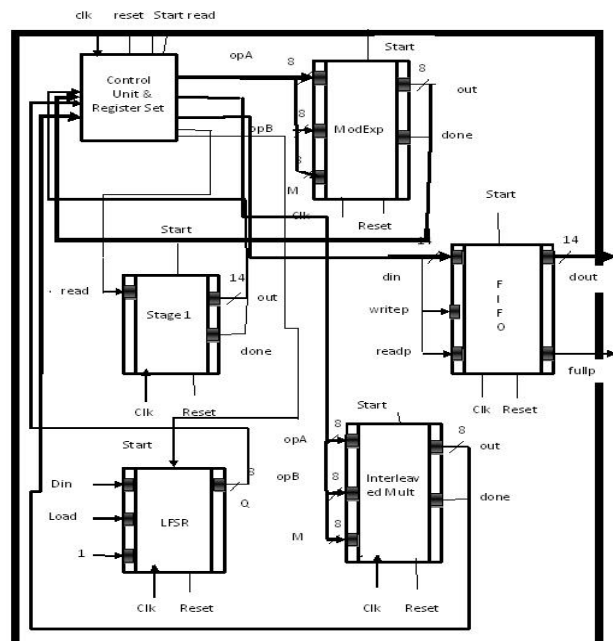 clk reset Start read
Control
Unit &
Register Set
opA
8
Start
8
out
opB
8
ModExp
done
8
M
Clk
Reset
Start
Start
14
14
din
F
I
F
O
dout
writep
readp
fullp
Clk Reset
read
Stage 1
14
out
done
Clk Reset
Start
Start
8
8
opA
out
Din
8
opB
8
Interleav
ed Mult
Q
Load
LFSR
done
8
M
1
Clk Reset
Clk Reset